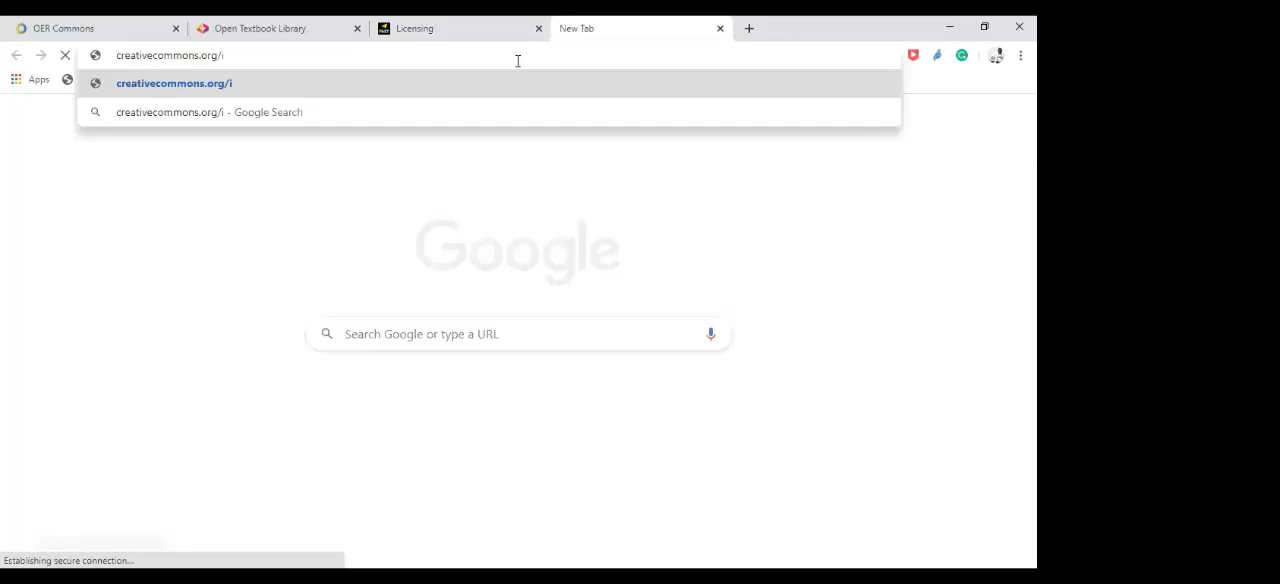 OER Commons
Open Textbook Library
Licensing
New Tab
creativecommons.org/i
Apps
creativecommons.org/i
creativecommons.org/i - Google Search
Google
Search Google or type a URL
Establishing secure connection...